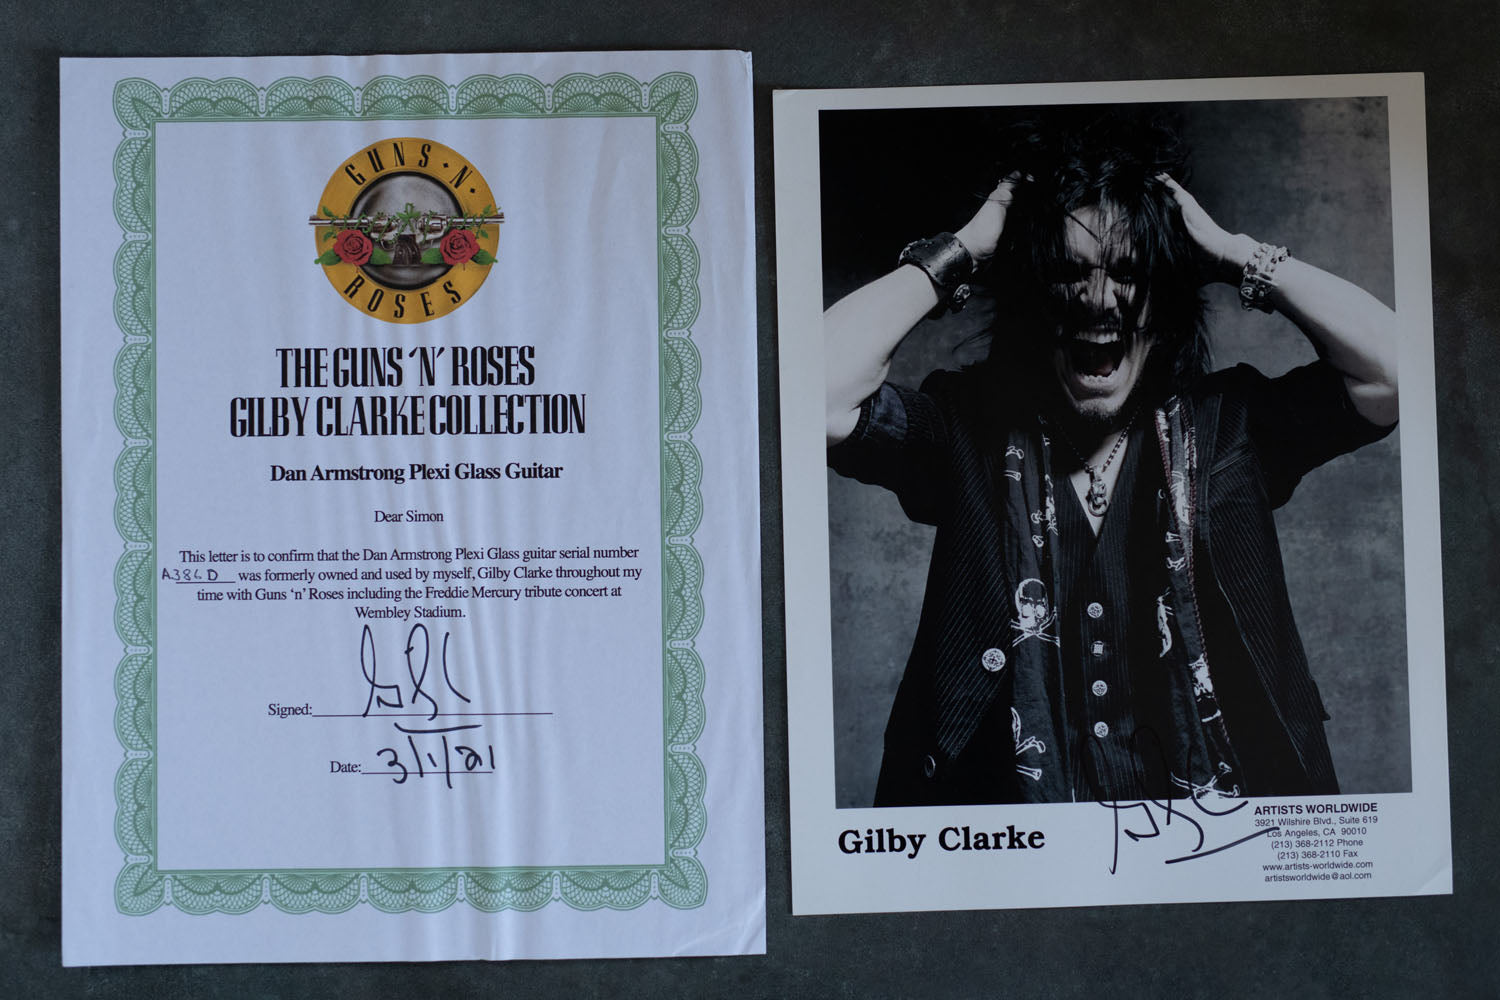 GUNS · N ·
ROSES
THE GUNS 'N' ROSES
GILBY CLARKE COLLECTION
Dan Armstrong Plexi Glass Guitar
Dear Simon
This letter is to confirm that the Dan Armstrong Plexi Glass guitar serial number
was formerly owned and used by myself, Gilby Clarke throughout my
time with Guns 'n' Roses including the Freddie Mercury tribute concert at
Wembley Stadium.
Signed:
Date: 3/1/21
Gilby Clarke
ARTISTS WORLDWIDE
3921 Wilshire Blvd., Suite 619
Los Angeles, CA 90010
(213) 368-2112 Phone
(213) 368-2110 Fax
www.artists-worldwide.com
artistsworldwide@aol.com